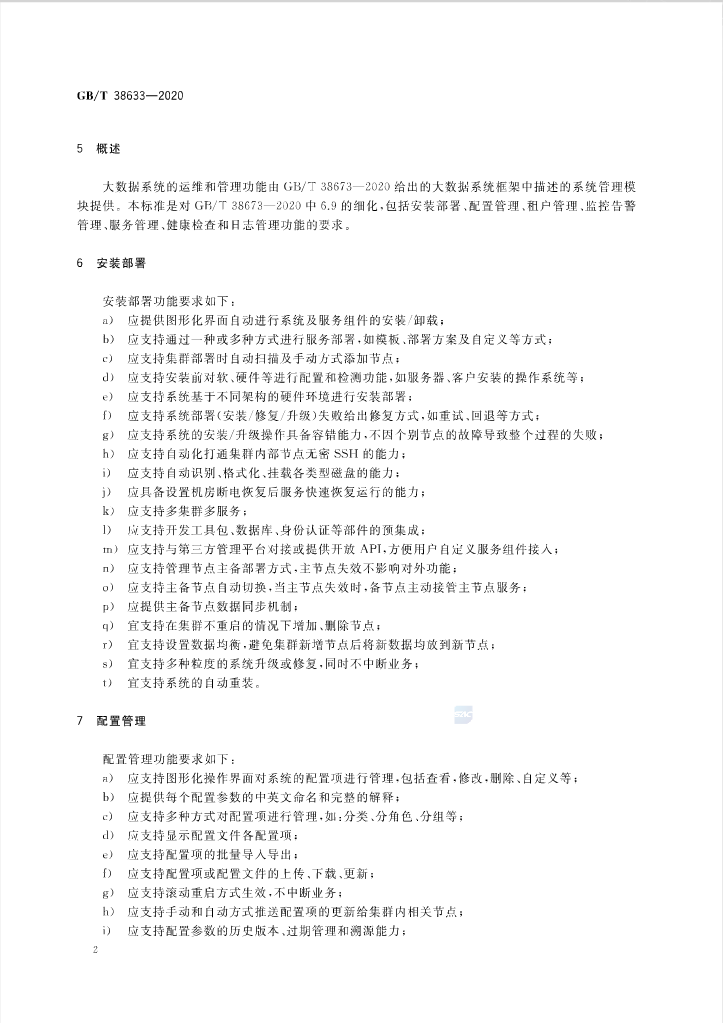 GB/T 38633—2020
5 概述
大数据系统的运维和管理功能由 GB/T 38673—2020 给出的大数据系统框架中描述的系统管理模
块提供。本标准是对 GB/T 38673—2020 中 6.9 的细化,包括安装部署、配置管理、租户管理、监控告警
管理、服务管理、健康检查和日志管理功能的要求。
6 安装部署
安装部署功能要求如下:
a) 应提供图形化界面自动进行系统及服务组件的安装/卸载;
b) 应支持通过一种或多种方式进行服务部署,如模板、部署方案及自定义等方式;
c) 应支持集群部署时自动扫描及手动方式添加节点;
d) 应支持安装前对软、硬件等进行配置和检测功能,如服务器、客户安装的操作系统等;
e) 应支持系统基于不同架构的硬件环境进行安装部署;
f) 应支持系统部署(安装/修复/升级)失败给出修复方式,如重试、回退等方式;
g) 应支持系统的安装/升级操作具备容错能力,不因个别节点的故障导致整个过程的失败;
h) 应支持自动化打通集群内部节点无密 SSH 的能力;
i) 应支持自动识别、格式化、挂载各类型磁盘的能力;
j) 应具备设置机房断电恢复后服务快速恢复运行的能力;
k) 应支持多集群多服务;
l) 应支持开发工具包、数据库、身份认证等部件的预集成;
m) 应支持与第三方管理平台对接或提供开放 API,方便用户自定义服务组件接入;
n) 应支持管理节点主备部署方式,主节点失效不影响对外功能;
o) 应支持主备节点自动切换,当主节点失效时,备节点主动接管主节点服务;
p) 应提供主备节点数据同步机制;
q) 宜支持在集群不重启的情况下增加、删除节点;
r) 宜支持设置数据均衡,避免集群新增节点后将新数据均放到新节点;
s) 宜支持多种粒度的系统升级或修复,同时不中断业务;
t) 宜支持系统的自动重装。
7 配置管理
配置管理功能要求如下:
a) 应支持图形化操作界面对系统的配置项进行管理,包括查看,修改,删除、自定义等;
b) 应提供每个配置参数的中英文命名和完整的解释;
c) 应支持多种方式对配置项进行管理,如:分类、分角色、分组等;
d) 应支持显示配置文件各配置项;
e) 应支持配置项的批量导入导出;
f) 应支持配置项或配置文件的上传、下载、更新;
g) 应支持滚动重启方式生效,不中断业务;
h) 应支持手动和自动方式推送配置项的更新给集群内相关节点;
i) 应支持配置参数的历史版本、过期管理和溯源能力;
2